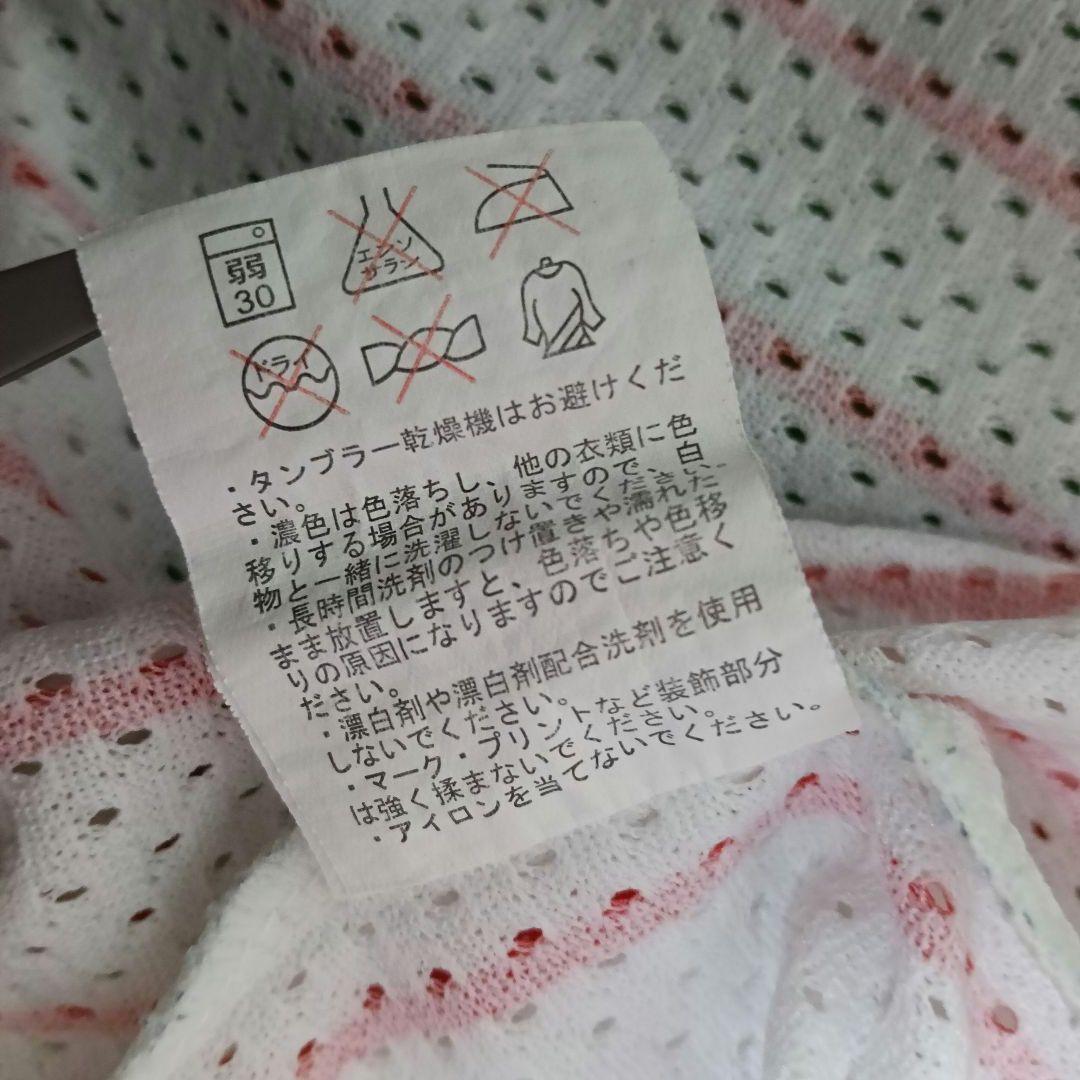 弱
30
エンソ
サラシ
ドライ
・タンブラー乾燥機はお避けくだ
さい。
・濃色は色落ちし、他の衣類に色
移りする場合がありますので、白
物と一緒に洗濯しないでください。
・長時間洗剤のつけ置きや濡れた
まま放置しますと、色落ちや色移
りの原因になりますのでご注意く
ださい。
・漂白剤や漂白剤配合洗剤を使用
しないでください。
・マーク・プリントなど装飾部分
は強く揉まないでください。
・アイロンを当てないでください。